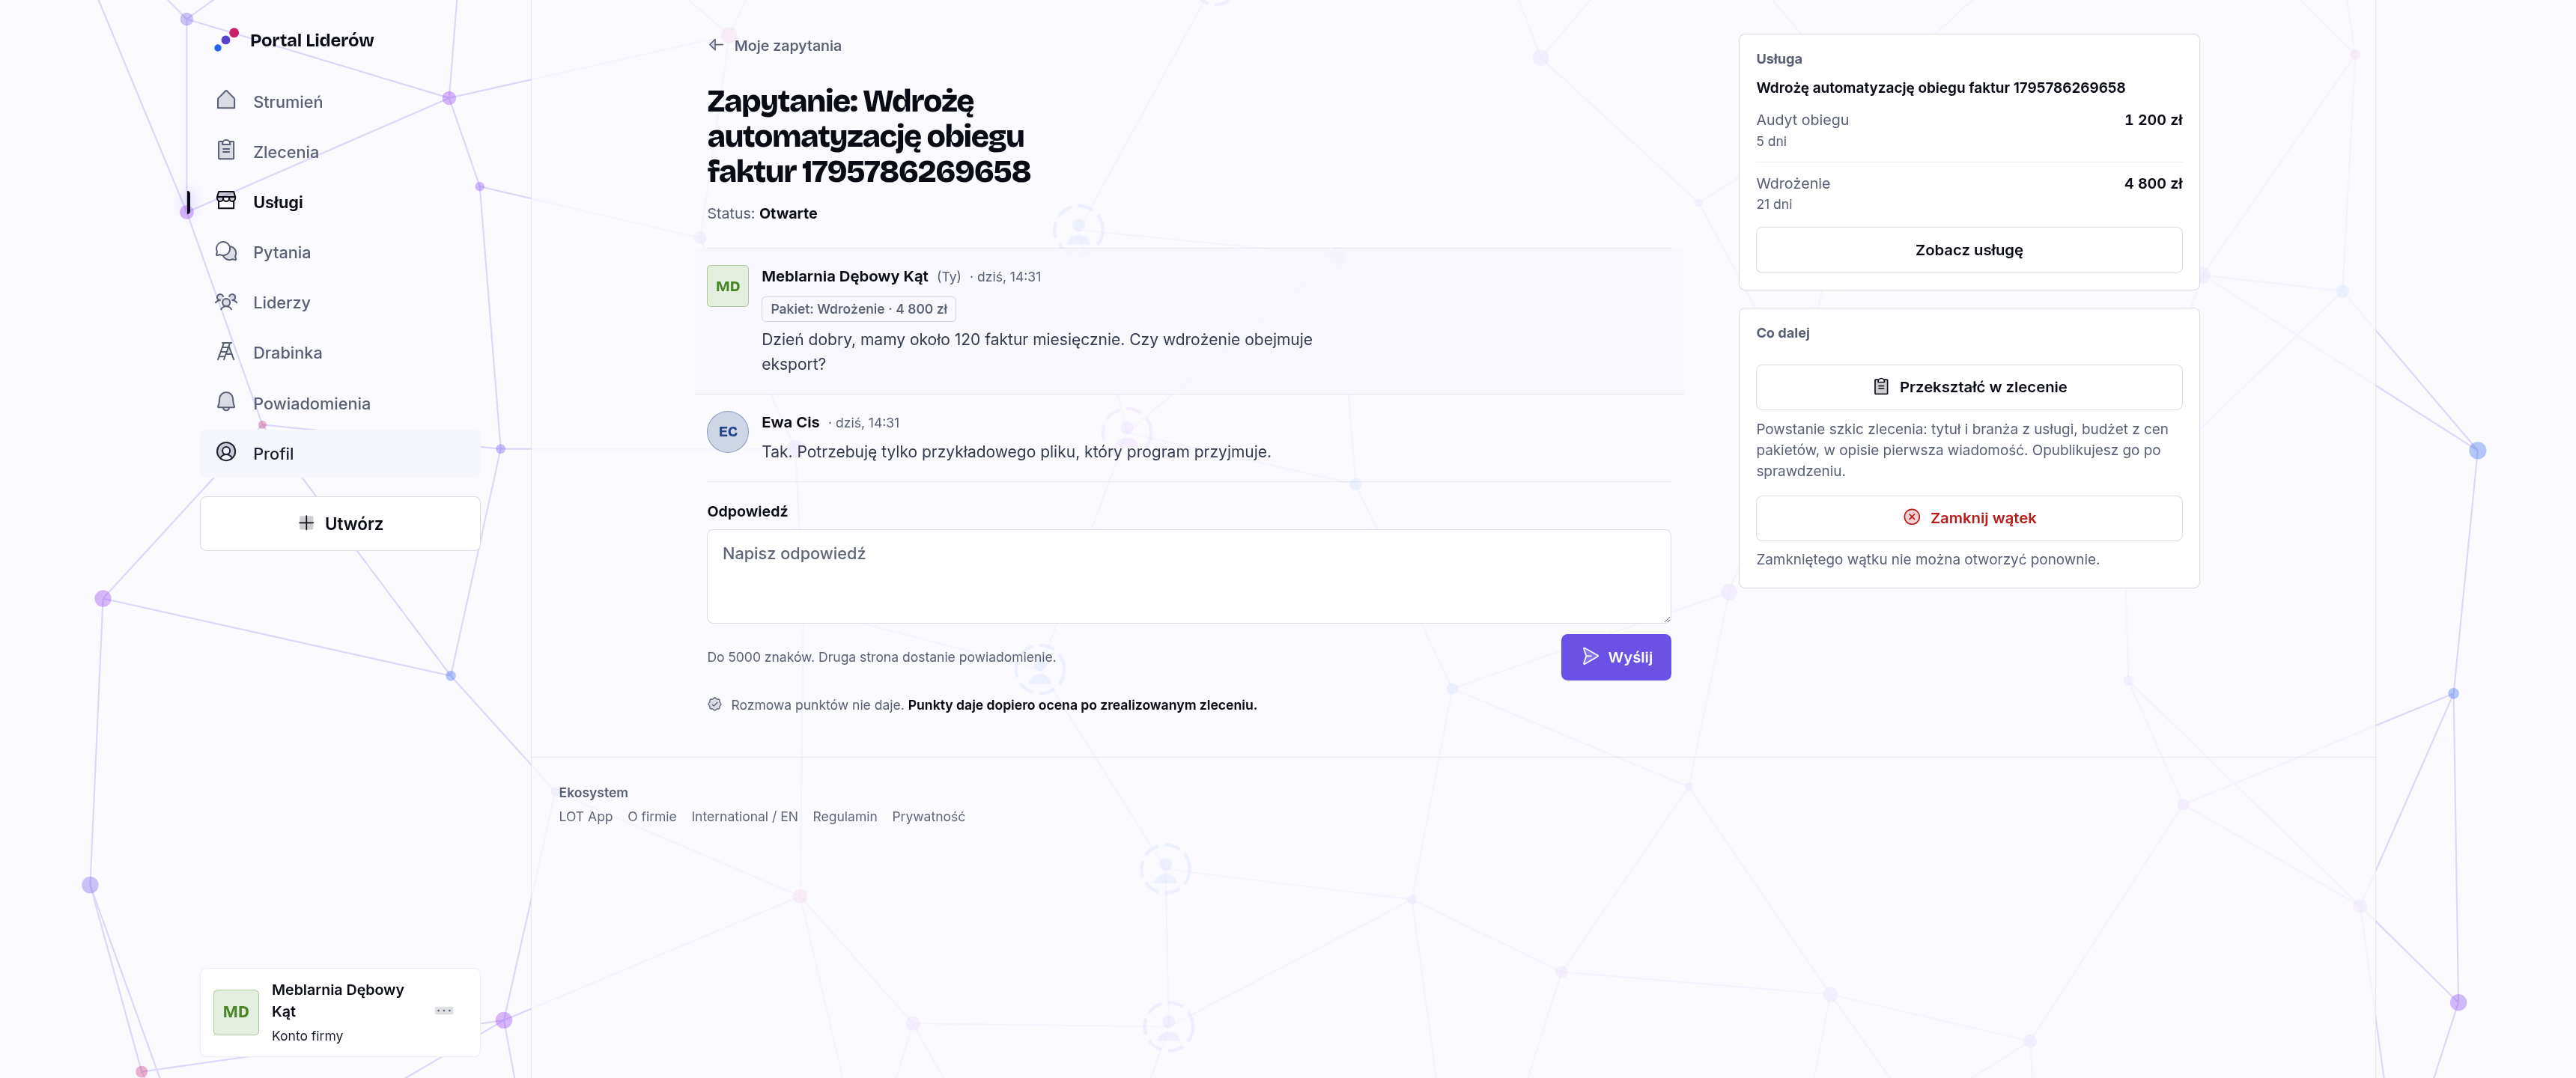 Portal Liderów
Strumień
Zlecenia
Usługi
Pytania
Liderzy
Drabinka
Powiadomienia
Profil
Utwórz
MD
Meblarnia Dębowy
Kąt
Konto firmy
Moje zapytania
Zapytanie: Wdrożę
automatyzację obiegu
faktur 1795786269658
Status: Otwarte
MD
Meblarnia Dębowy Kąt (Ty) · dziś, 14:31
Pakiet: Wdrożenie · 4 800 zł
Dzień dobry, mamy około 120 faktur miesięcznie. Czy wdrożenie obejmuje
eksport?
EC
Ewa Cis · dziś, 14:31
Tak. Potrzebuję tylko przykładowego pliku, który program przyjmuje.
Odpowiedź
Napisz odpowiedź
Do 5000 znaków. Druga strona dostanie powiadomienie.
Wyślij
Rozmowa punktów nie daje. Punkty daje dopiero ocena po zrealizowanym zleceniu.
Usługa
Wdrożę automatyzację obiegu faktur 1795786269658
Audyt obiegu 1 200 zł
5 dni
Wdrożenie 4 800 zł
21 dni
Zobacz usługę
Co dalej
Przekształć w zlecenie
Powstanie szkic zlecenia: tytuł i branża z usługi, budżet z cen
pakietów, w opisie pierwsza wiadomość. Opublikujesz go po
sprawdzeniu.
Zamknij wątek
Zamkniętego wątku nie można otworzyć ponownie.
Ekosystem
LOT App O firmie International / EN Regulamin Prywatność